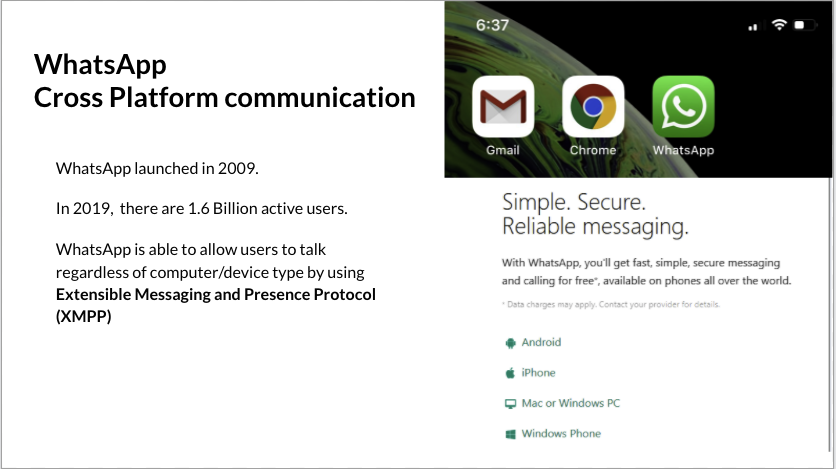 WhatsApp
Cross Platform communication
WhatsApp launched in 2009.
In 2019, there are 1.6 Billion active users.
WhatsApp is able to allow users to talk
regardless of computer/device type by using
Extensible Messaging and Presence Protocol
(XMPP)
6:37
Gmail
Chrome
WhatsApp
Simple. Secure.
Reliable messaging.
With WhatsApp, you'll get fast, simple, secure messaging
and calling for free*, available on phones all over the world.
* Data charges may apply. Contact your provider for details.
Android
iPhone
Mac or Windows PC
Windows Phone